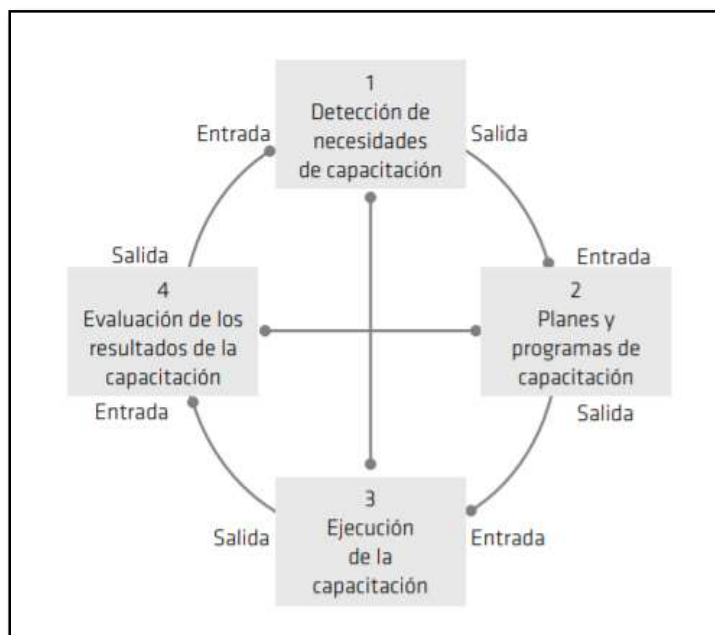 1
Detección de
necesidades
de capacitación
Entrada
Salida
Salida
Entrada
4
Evaluación de los
resultados de la
capacitación
2
Planes y
programas de
capacitación
Entrada
Salida
3
Ejecución
de la
capacitación
Salida
Entrada